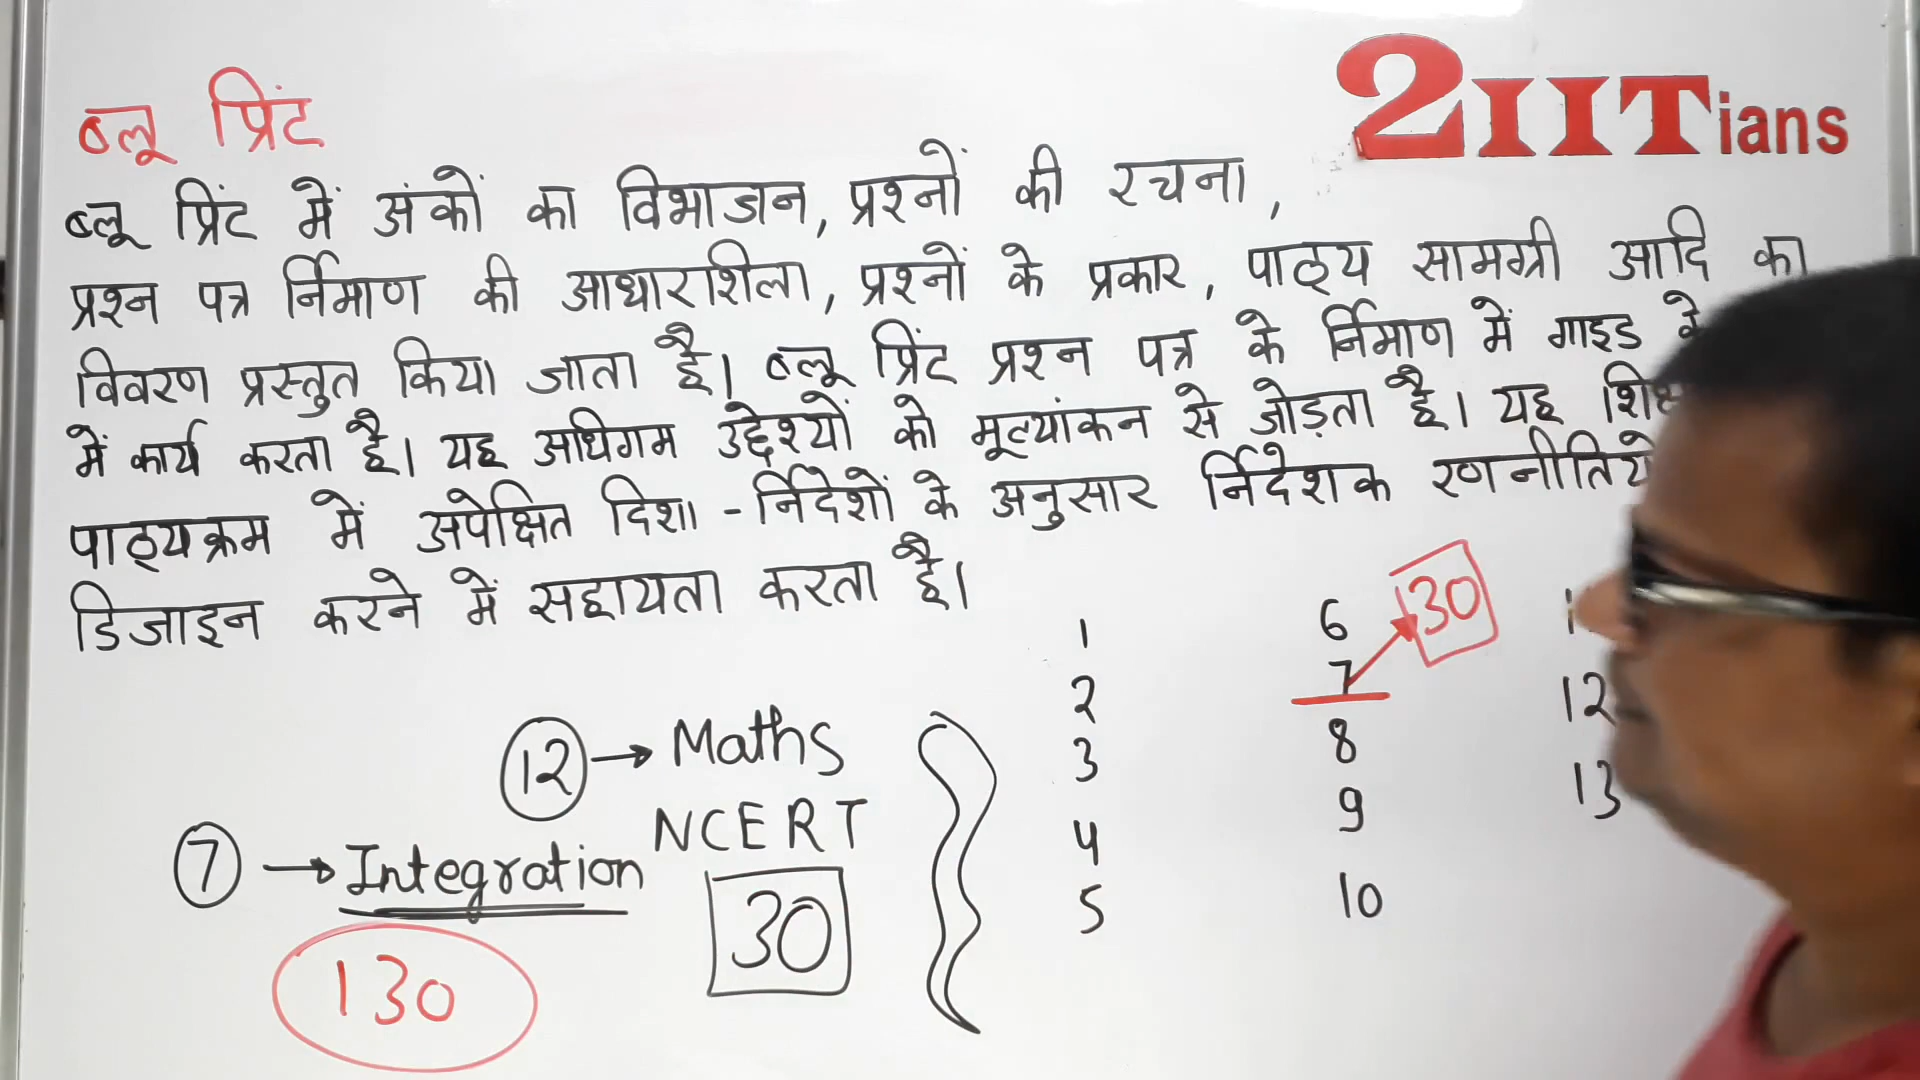 2IITians
ब्लू प्रिंट
ब्लू प्रिंट में अंकों का विभाजन, प्रश्नों की रचना,
प्रश्न पत्र र्निमाण की आधारशिला, प्रश्नों के प्रकार, पाठ्य सामग्री आदि का
विवरण प्रस्तुत किया जाता है। ब्लू प्रिंट प्रश्न पत्र के र्निमाण में गाइड
में कार्य करता है। यह अधिगम उद्देश्यों को मूल्यांकन से जोड़ता है। यह
पाठ्यक्रम में अपेक्षित दिशा - र्निदेशों के अनुसार र्निदेशक
डिजाइन करने में सहायता करता है।
12 → Maths
NCERT
30
7 → Integration
130
1
2
3
4
5
6
7 → 30
8
9
10
12
13